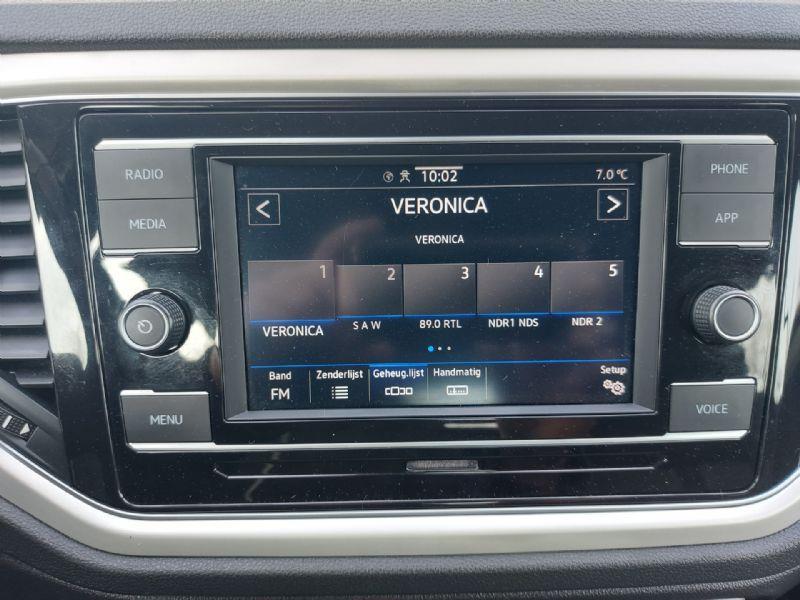 RADIO
MEDIA
MENU
10:02
7.0°C
<
VERONICA
>
VERONICA
1
2
3
4
5
VERONICA
S A W
89.0 RTL
NDR1 NDS
NDR 2
Band
FM
Zenderlijst
Geheug.lijst
Handmatig
Setup
PHONE
APP
VOICE